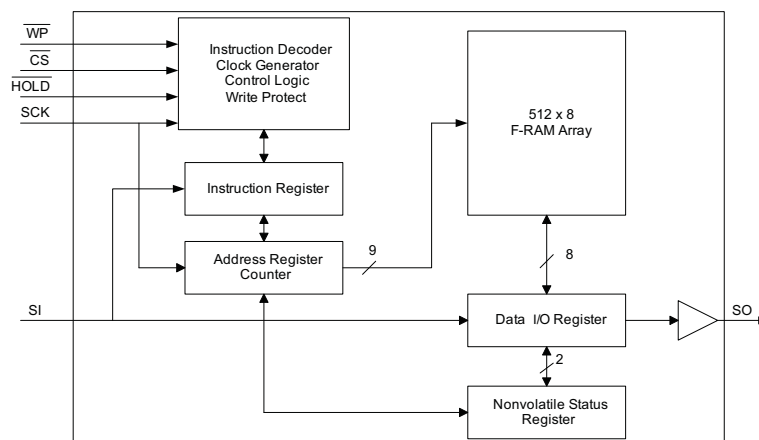 WP
CS
HOLD
SCK
Instruction Decoder
Clock Generator
Control Logic
Write Protect
512 x 8
F-RAM Array
Instruction Register
Address Register
Counter
9
8
SI
Data I/O Register
SO
2
Nonvolatile Status
Register